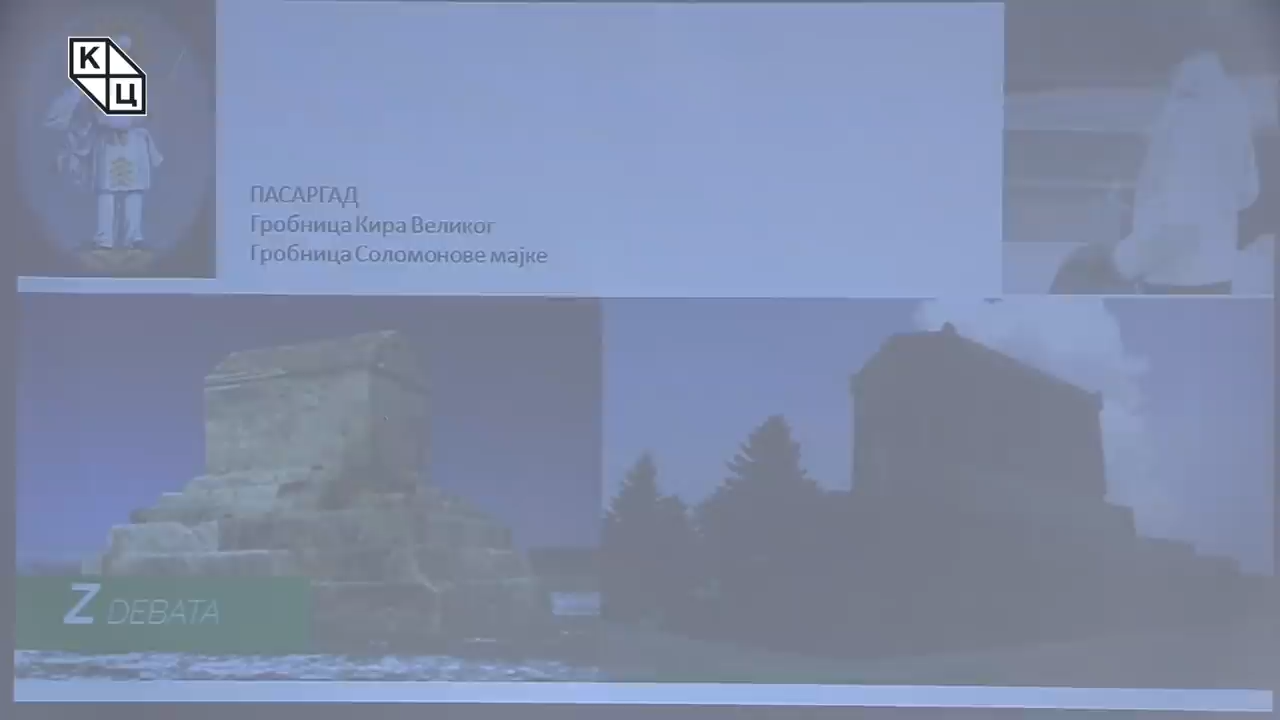 К
Ц
ПАСАРГАД
Гробница Кира Великог
Гробница Соломонове мајке
Z DEBATA